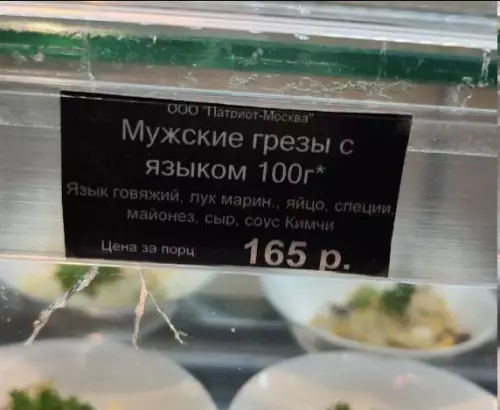 ООО "Патриот-Москва"
Мужские грезы с
языком 100г*
Язык говяжий, лук марин., яйцо, специи,
майонез, сыр, соус Кимчи
Цена за порц 165 р.